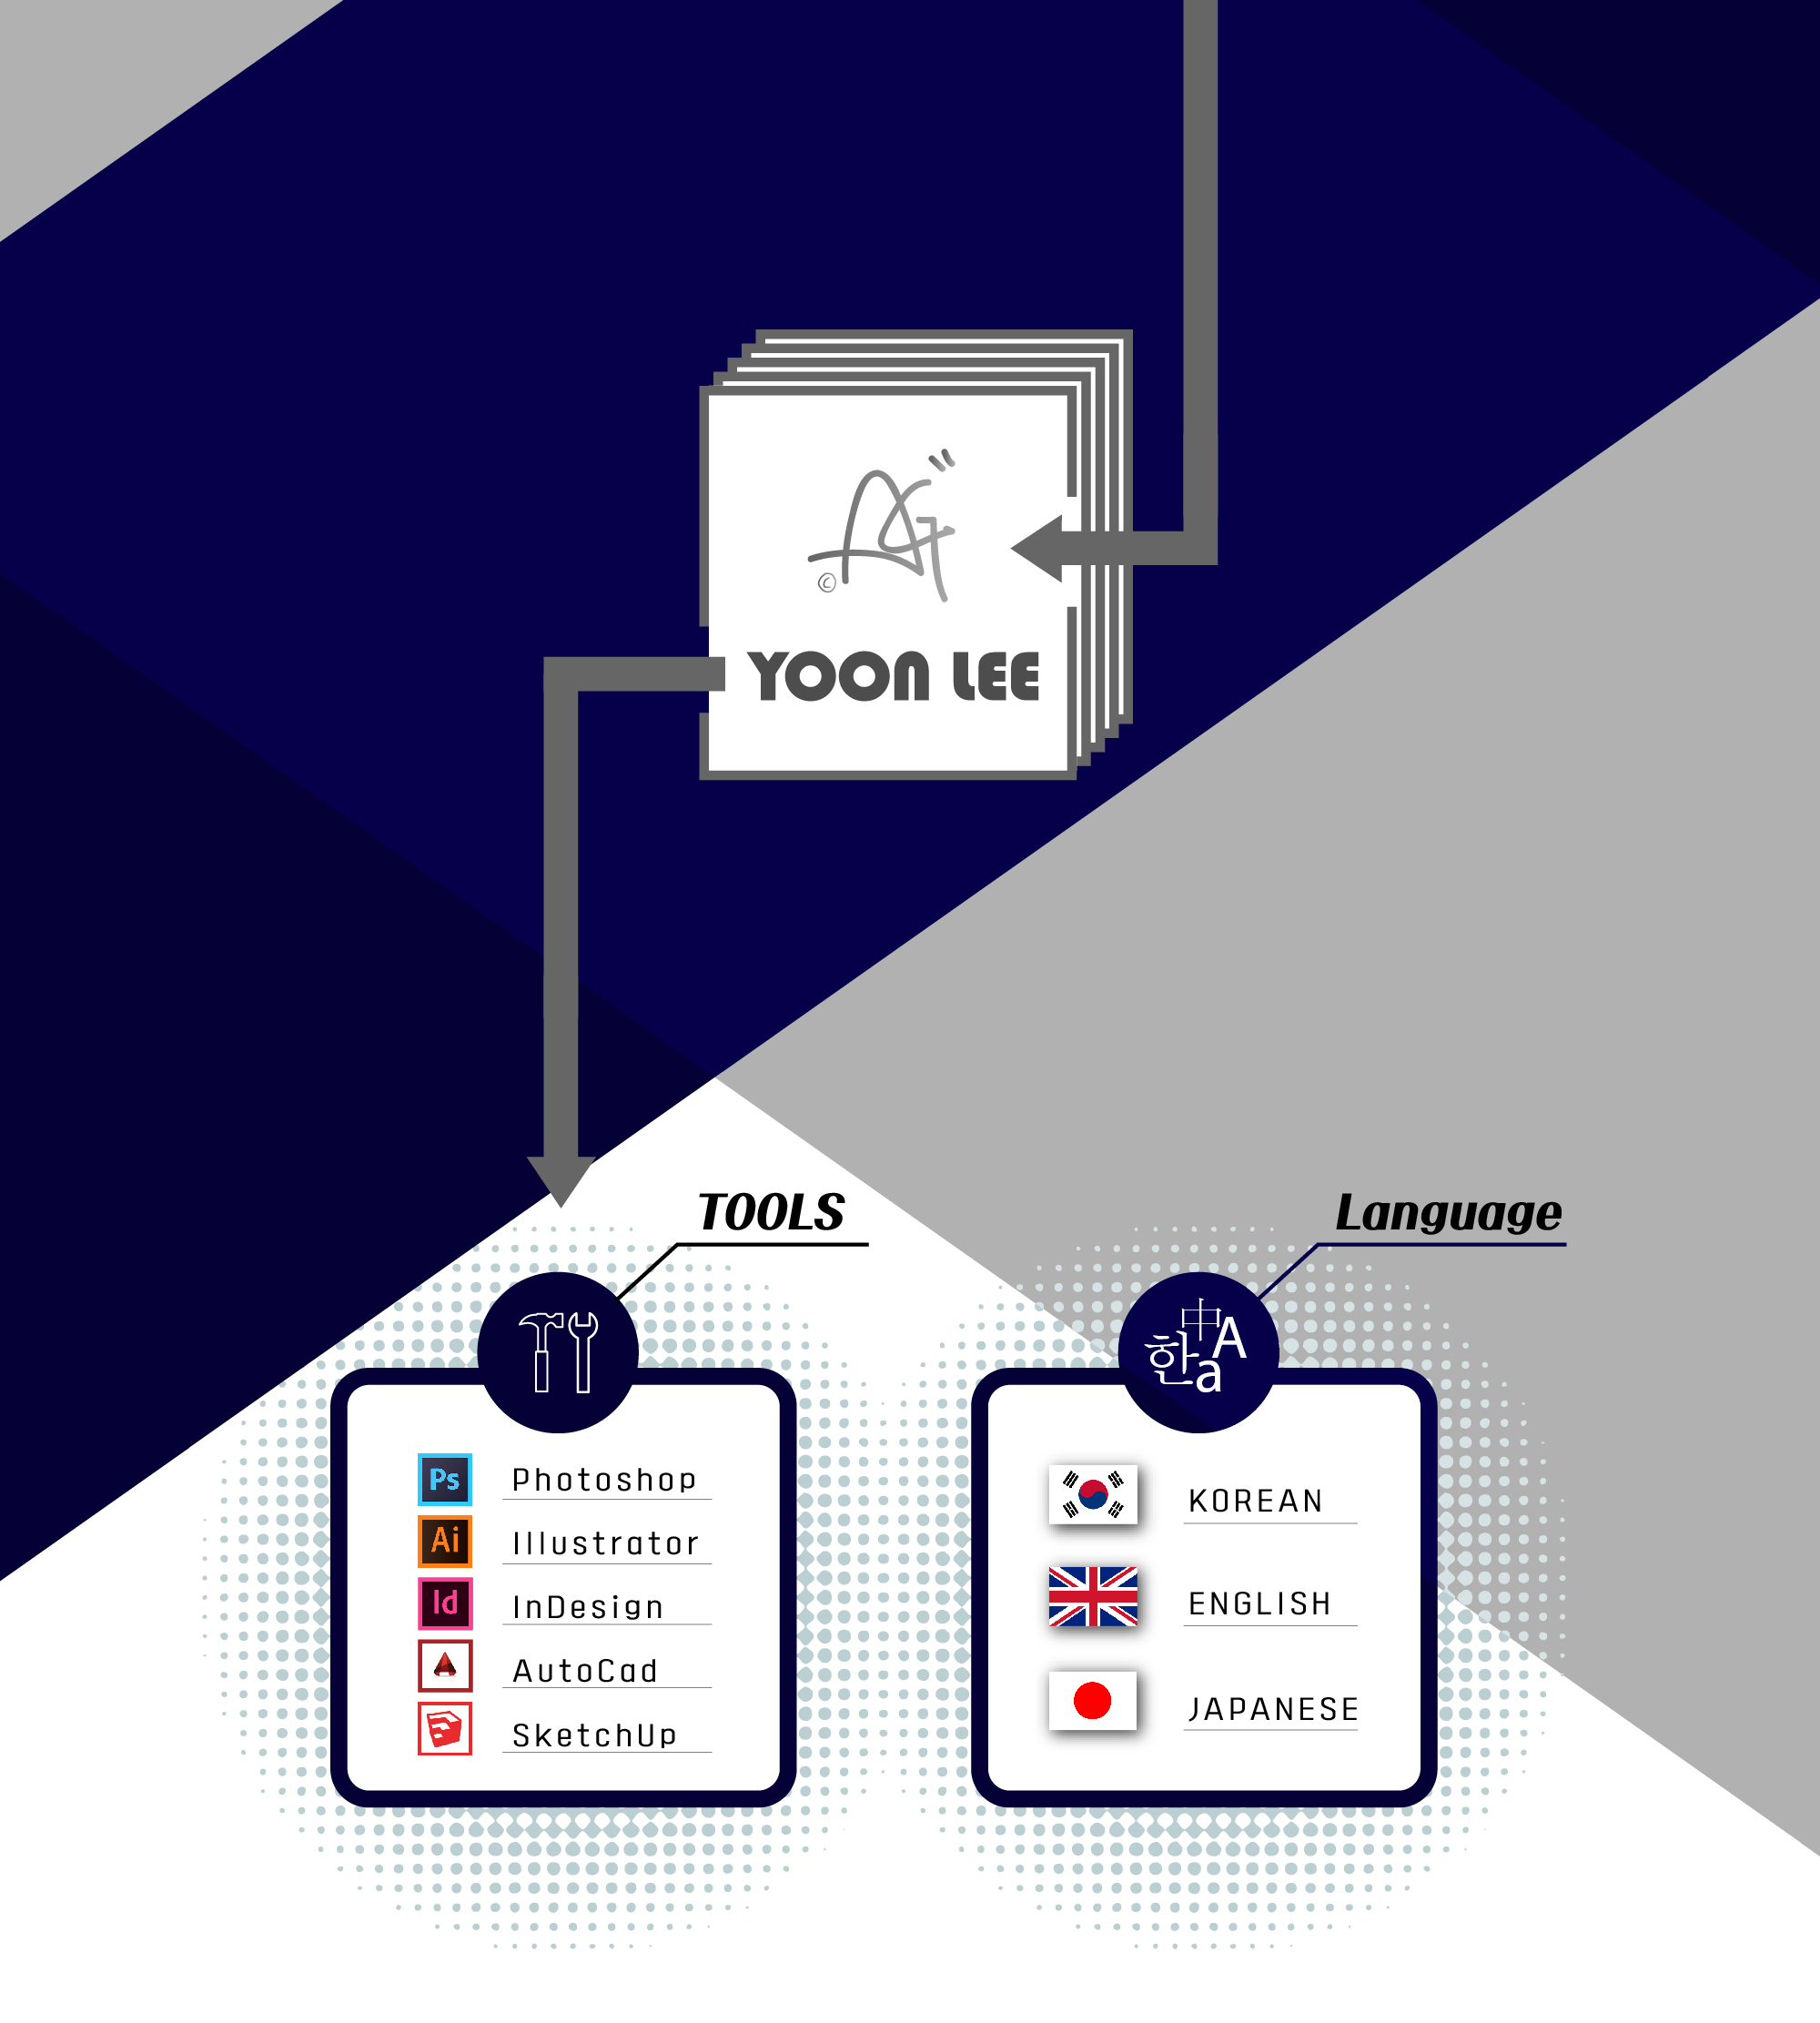 ©
YOON LEE
TOOLS
Ps Photoshop
Ai Illustrator
Id InDesign
AutoCad
SketchUp
Language
中 A
한 a
KOREAN
ENGLISH
JAPANESE